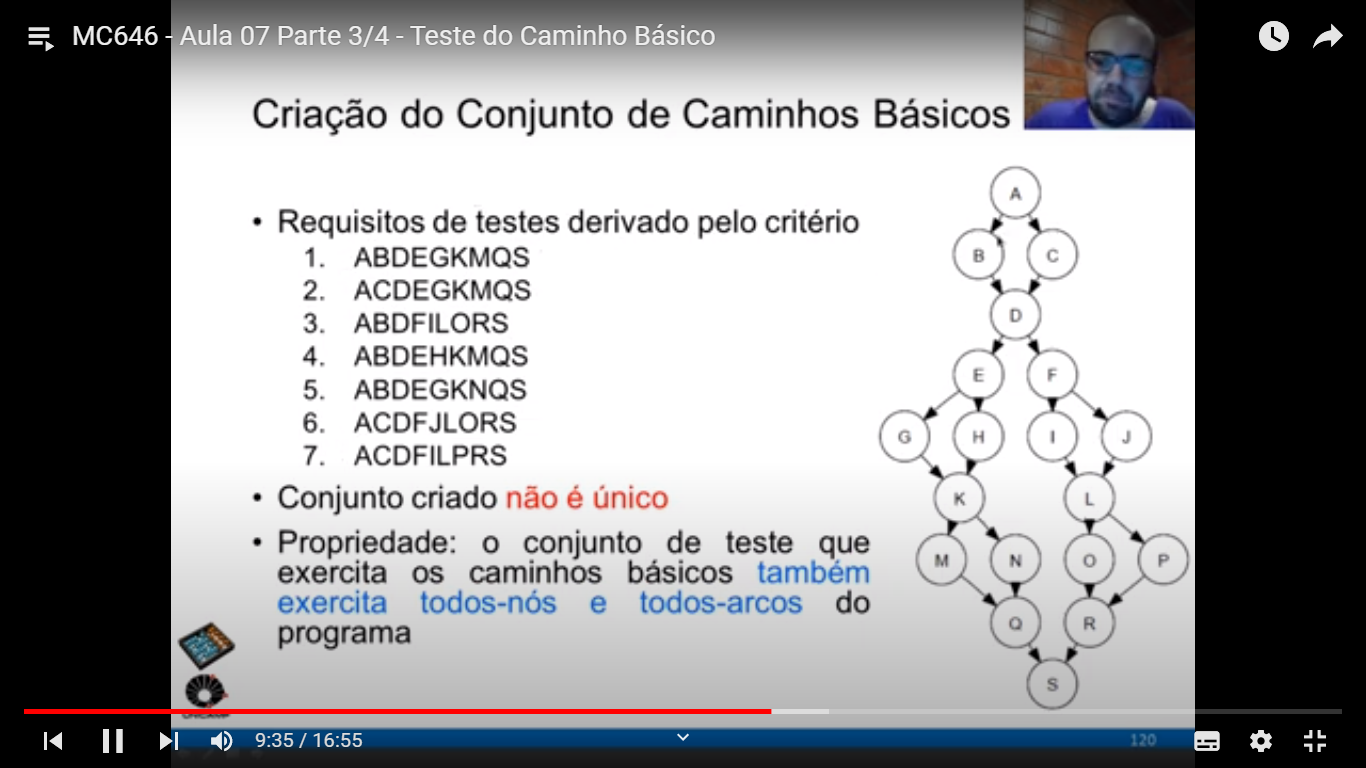 MC646 - Aula 07 Parte 3/4 - Teste do Caminho Básico
Criação do Conjunto de Caminhos Básicos
• Requisitos de testes derivado pelo critério
1. ABDEGKMQS
2. ACDEGKMQS
3. ABDFILORS
4. ABDEHKMQS
5. ABDEGKNQS
6. ACDFJLORS
7. ACDFILPRS
• Conjunto criado não é único
• Propriedade: o conjunto de teste que
exercita os caminhos básicos também
exercita todos-nós e todos-arcos do
programa
A
B C
D
E F
G H I J
K L
M N O P
Q R
S
UNICAMP
9:35 / 16:55
120